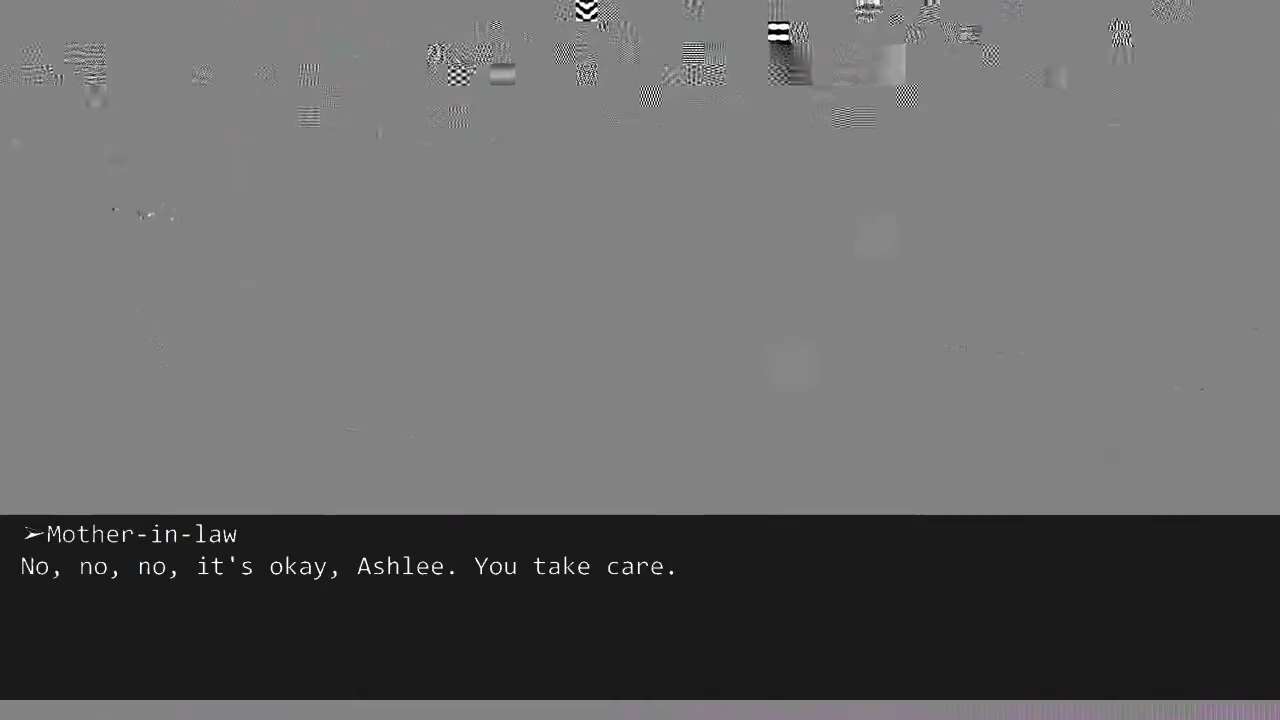 ➢Mother-in-law
No, no, no, it's okay, Ashlee. You take care.